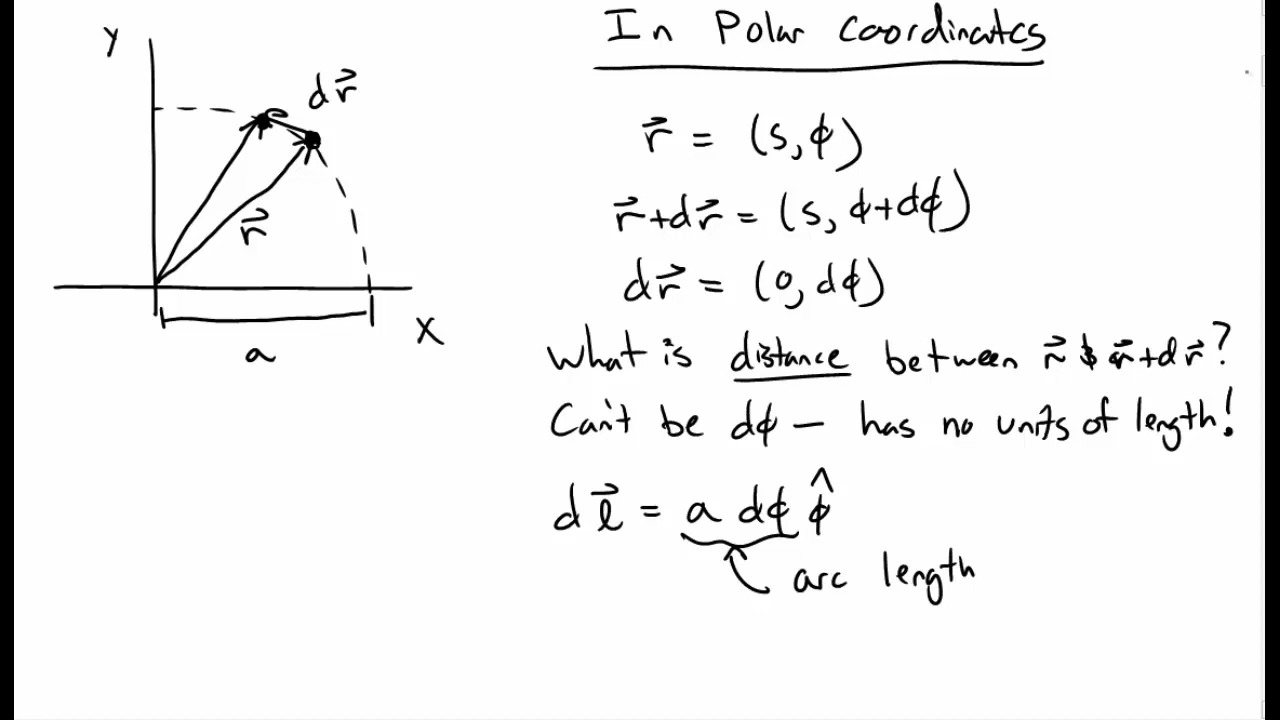 In Polar Coordinates
y
dr⃗
r⃗
x
a
r⃗ = (s, ϕ)
r⃗+dr⃗ = (s, ϕ+dϕ)
dr⃗ = (0, dϕ)
What is distance between r⃗ & r⃗+dr⃗?
Can't be dϕ — has no units of length!
dℓ⃗ = a dϕ ϕ̂
arc length